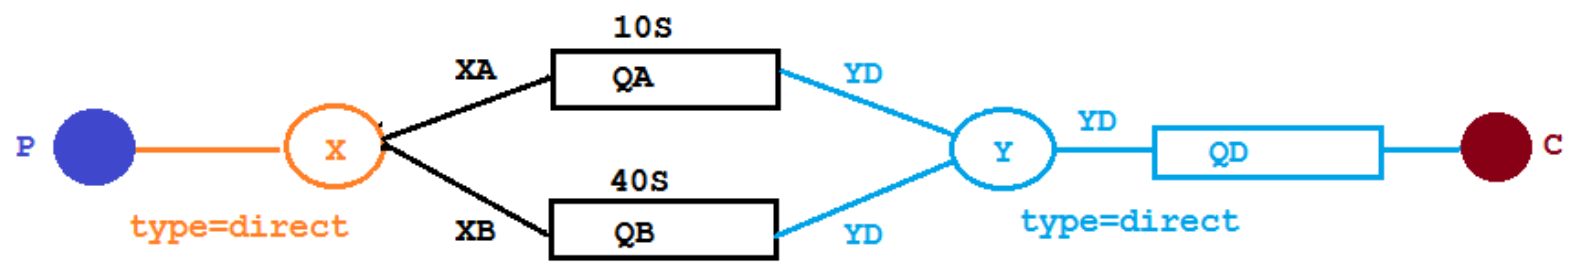 10S
XA
QA
YD
P
X
Y
YD
QD
C
40S
type=direct
XB
QB
YD
type=direct